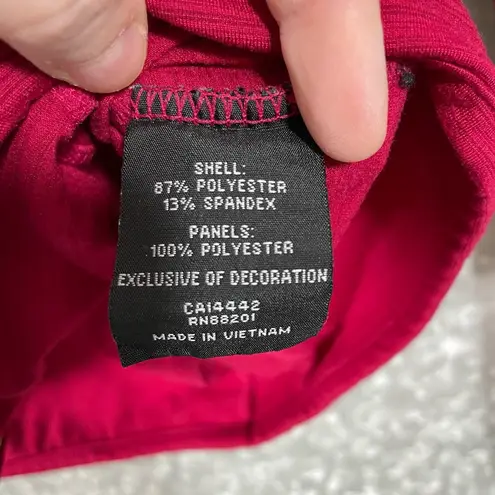 SHELL:
87% POLYESTER
13% SPANDEX
PANELS:
100% POLYESTER
EXCLUSIVE OF DECORATION
CA14442
RN88201
MADE IN VIETNAM